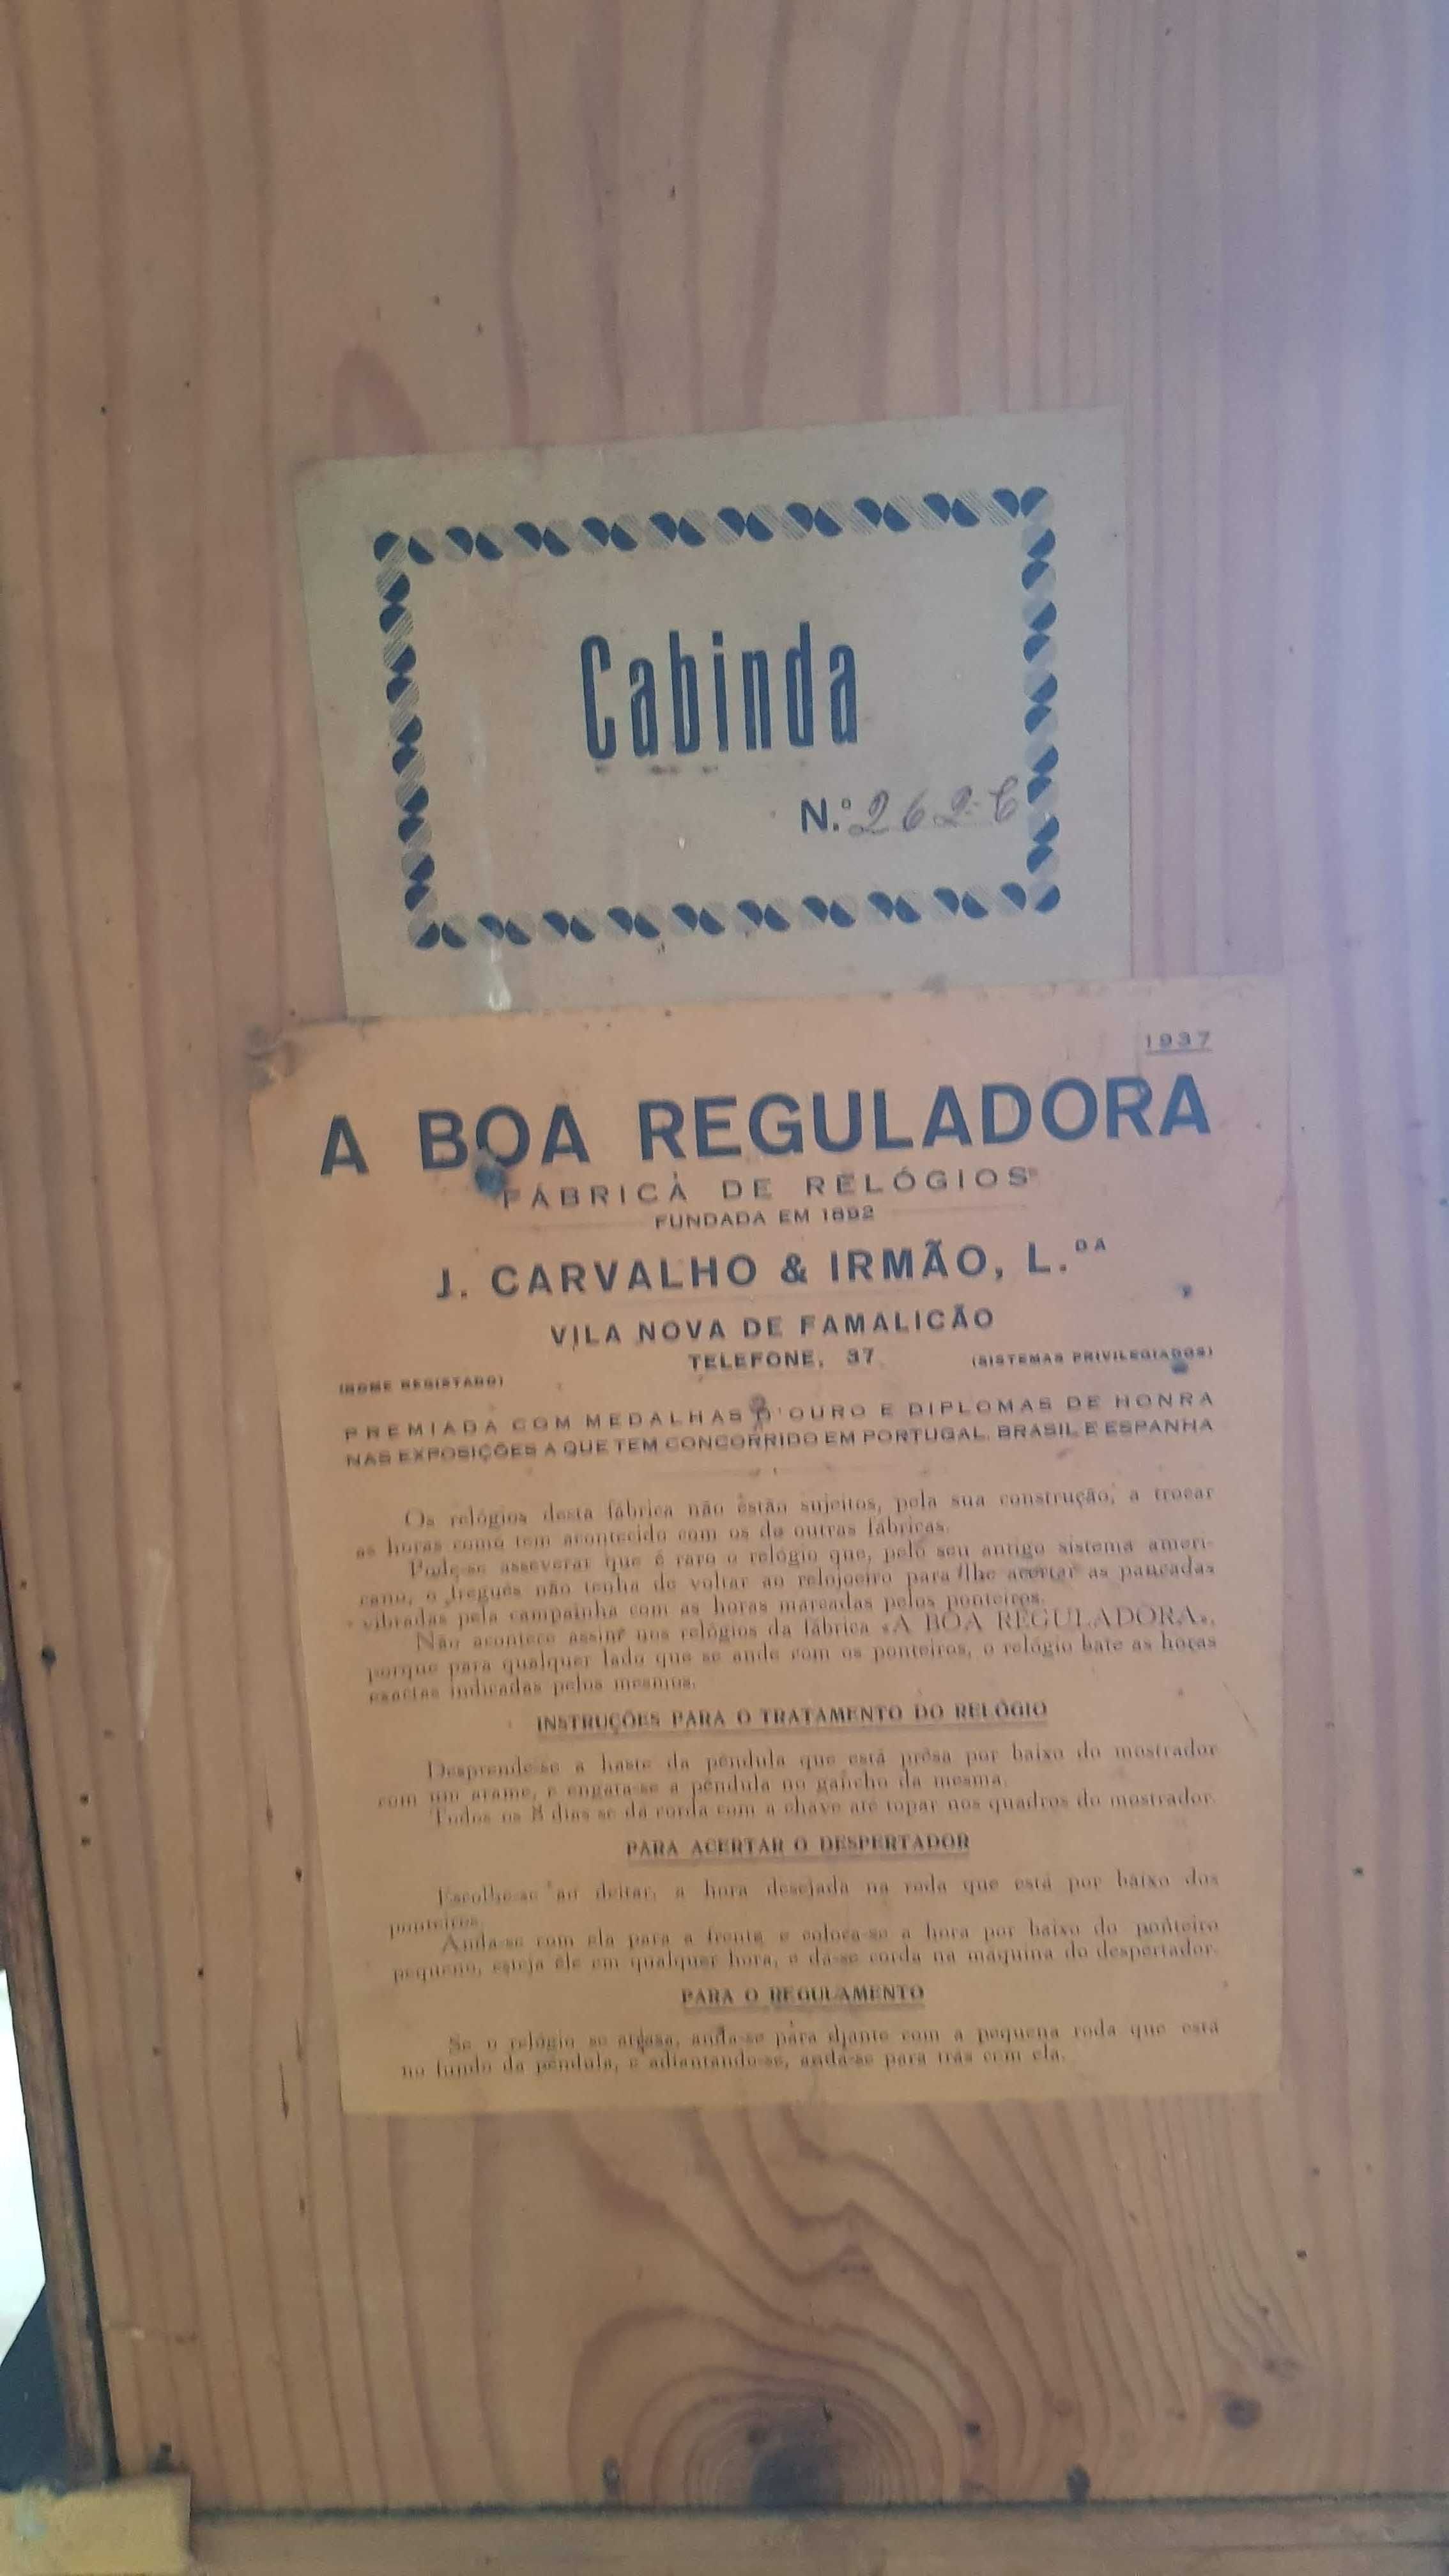 Cabinda
N.º 262-C
1937
A BOA REGULADORA
FÁBRICA DE RELÓGIOS
FUNDADA EM 1892
J. CARVALHO & IRMÃO, L.DA
VILA NOVA DE FAMALICÃO
TELEFONE, 37
(NOME REGISTADO) (SISTEMAS PRIVILEGIADOS)
PREMIADA COM MEDALHAS D'OURO E DIPLOMAS DE HONRA
NAS EXPOSIÇÕES A QUE TEM CONCORRIDO EM PORTUGAL, BRASIL E ESPANHA
Os relógios desta fábrica não estão sujeitos, pela sua construção, a trocar
as horas como tem acontecido com os de outras fábricas.
Pode-se asseverar que é raro o relógio que, pelo seu antigo sistema ameri-
cano, o freguês não tenha de voltar ao relojoeiro para lhe acertar as pancadas
vibradas pela campainha com as horas marcadas pelos ponteiros.
Não acontece assim nos relógios da fábrica «A BOA REGULADORA»,
porque para qualquer lado que se ande com os ponteiros, o relógio bate as horas
exactas indicadas pelos mesmos.
INSTRUÇÕES PARA O TRATAMENTO DO RELÓGIO
Desprende-se a haste da pêndula que está prêsa por baixo do mostrador
com um arame, e engata-se a pêndula no gancho da mesma.
Todos os 8 dias se dá corda com a chave até topar nos quadros do mostrador.
PARA ACERTAR O DESPERTADOR
Escolhe-se ao deitar, a hora desejada na roda que está por baixo dos
ponteiros.
Anda-se com ela para a frente e coloca-se a hora por baixo do ponteiro
pequeno, esteja êle em qualquer hora, e dá-se corda na máquina do despertador.
PARA O REGULAMENTO
Se o relógio se atrasa, anda-se para diante com a pequena roda que está
no fundo da pêndula, e adiantando-se, anda-se para trás com ela.